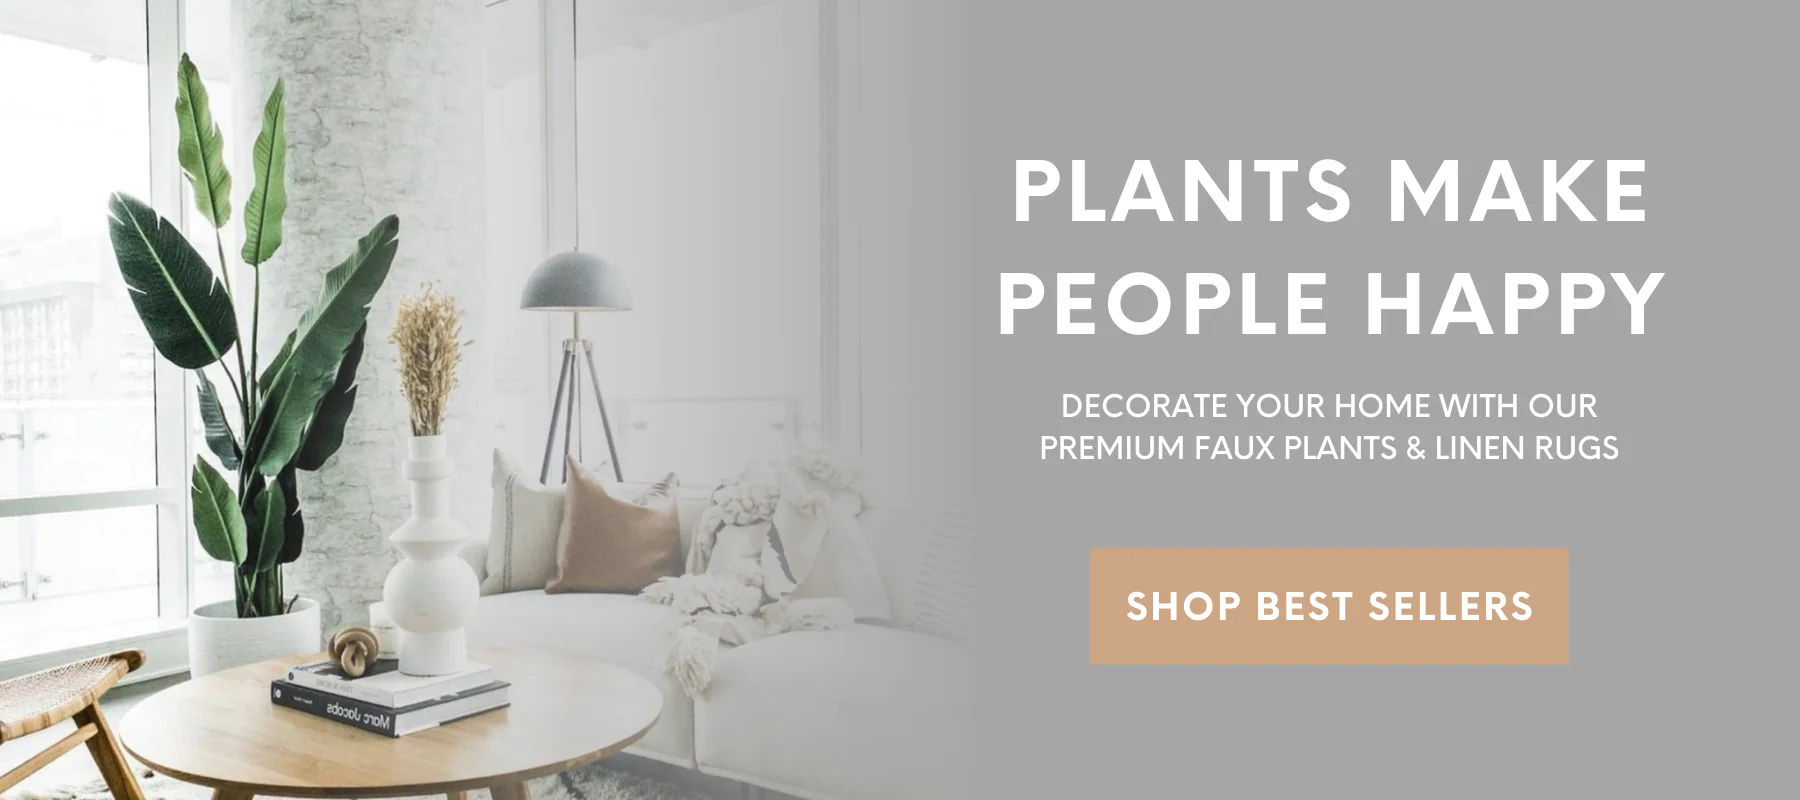 PLANTS MAKE
PEOPLE HAPPY
DECORATE YOUR HOME WITH OUR
PREMIUM FAUX PLANTS & LINEN RUGS
SHOP BEST SELLERS
Marc Jacobs